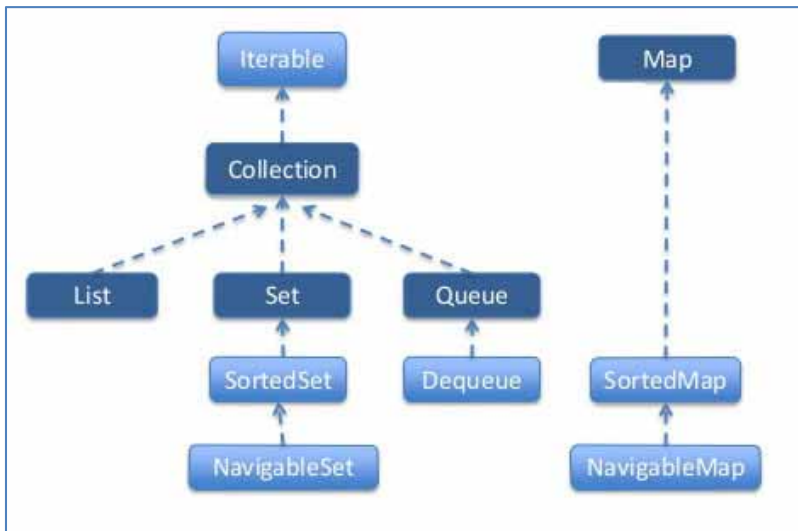 Iterable
Map
Collection
List
Set
Queue
SortedSet
Dequeue
SortedMap
NavigableSet
NavigableMap